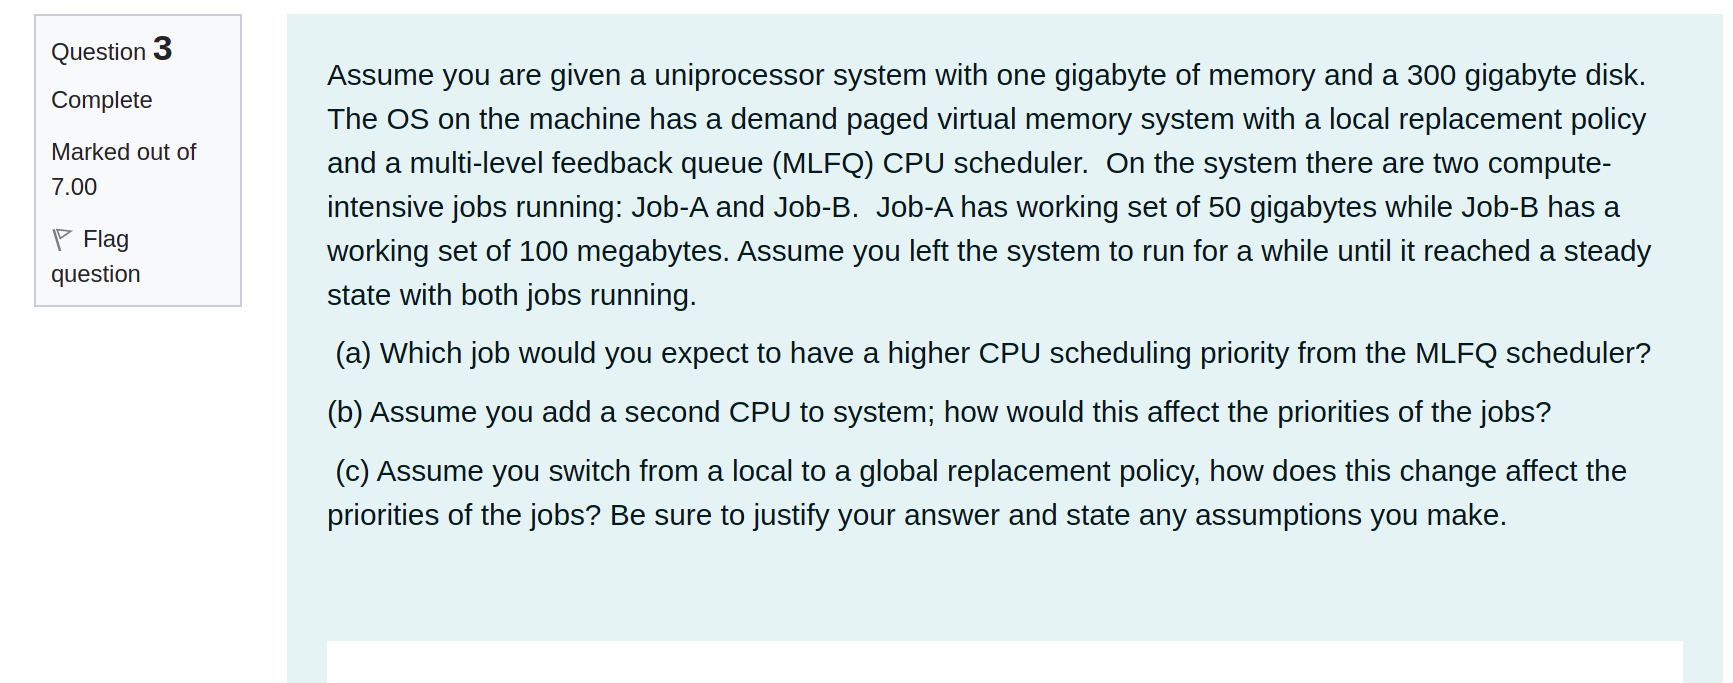 Question 3
Complete
Marked out of
7.00
Flag
question
Assume you are given a uniprocessor system with one gigabyte of memory and a 300 gigabyte disk.
The OS on the machine has a demand paged virtual memory system with a local replacement policy
and a multi-level feedback queue (MLFQ) CPU scheduler.  On the system there are two compute-
intensive jobs running: Job-A and Job-B.  Job-A has working set of 50 gigabytes while Job-B has a
working set of 100 megabytes. Assume you left the system to run for a while until it reached a steady
state with both jobs running.
(a) Which job would you expect to have a higher CPU scheduling priority from the MLFQ scheduler?
(b) Assume you add a second CPU to system; how would this affect the priorities of the jobs?
(c) Assume you switch from a local to a global replacement policy, how does this change affect the
priorities of the jobs? Be sure to justify your answer and state any assumptions you make.